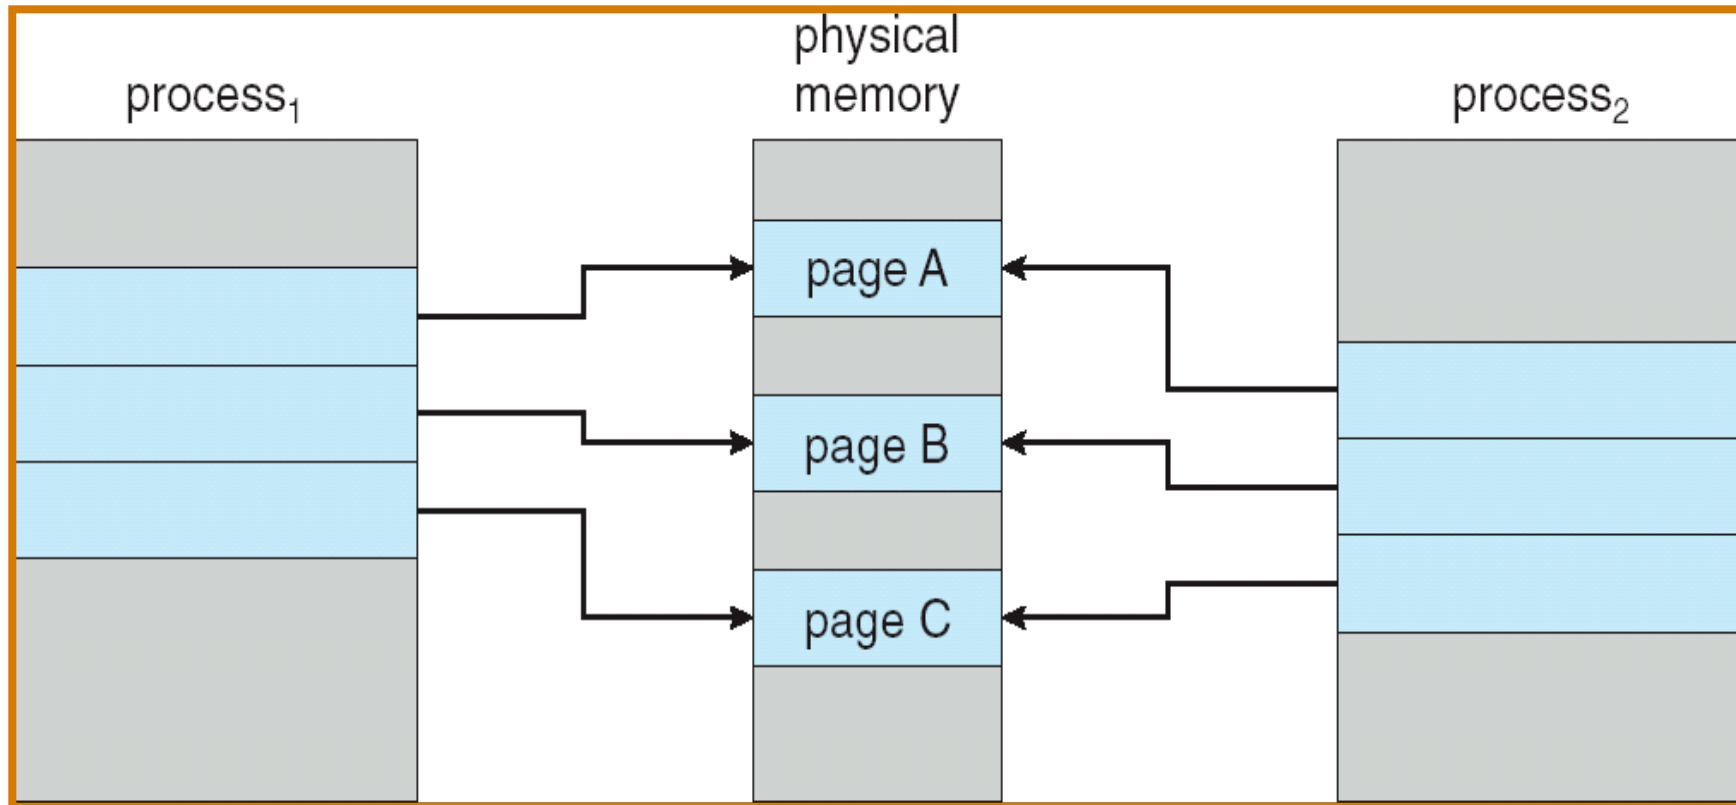 process₁
physical
memory
process₂
page A
page B
page C